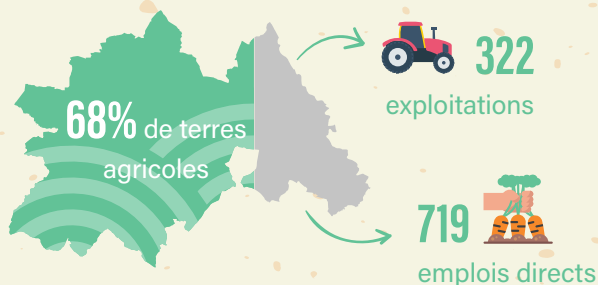 68% de terres
agricoles
322
exploitations
719
emplois directs